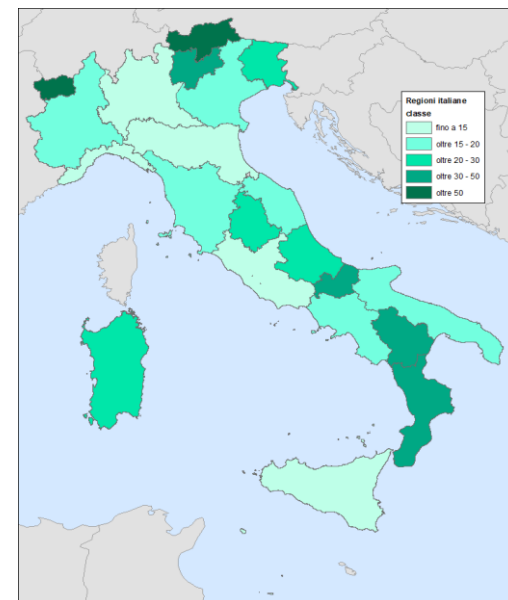 Regioni italiane
classe
fino a 15
oltre 15 - 20
oltre 20 - 30
oltre 30 - 50
oltre 50